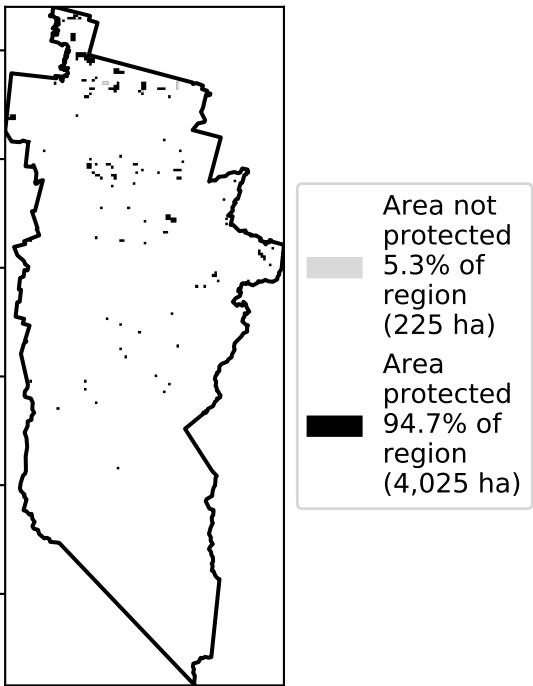 Area not
protected
5.3% of
region
(225 ha)
Area
protected
94.7% of
region
(4,025 ha)